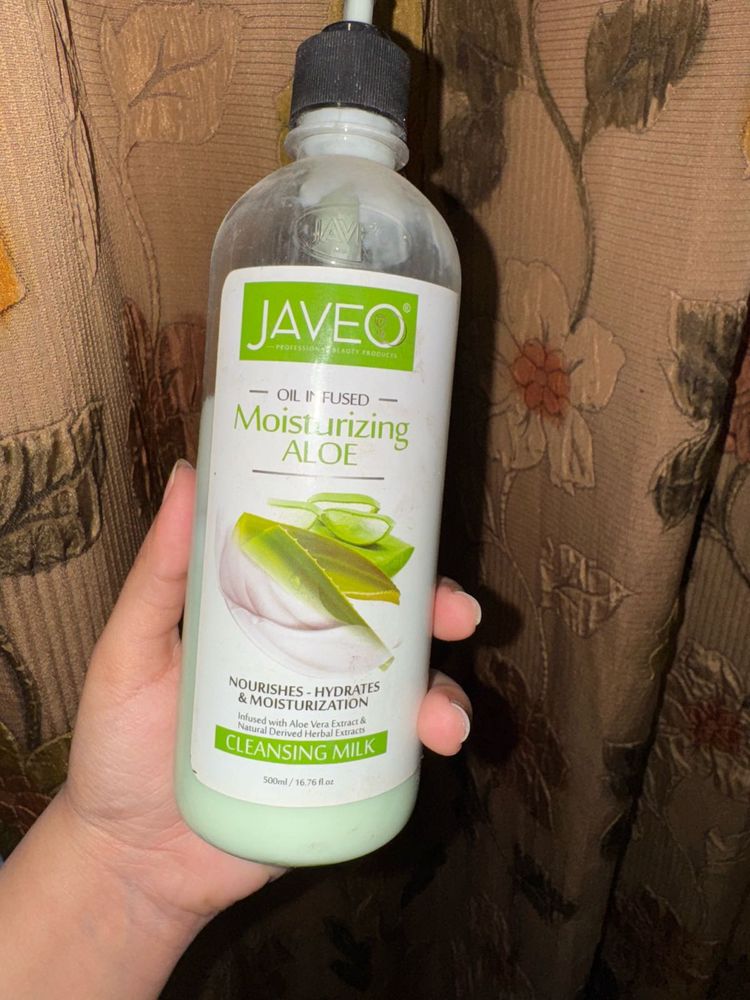 JAVEO®
PROFESSIONAL BEAUTY PRODUCTS
OIL INFUSED
Moisturizing
ALOE
NOURISHES - HYDRATES
& MOISTURIZATION
Infused with Aloe Vera Extract &
Natural Derived Herbal Extracts
CLEANSING MILK
500ml / 16.76 fl.oz